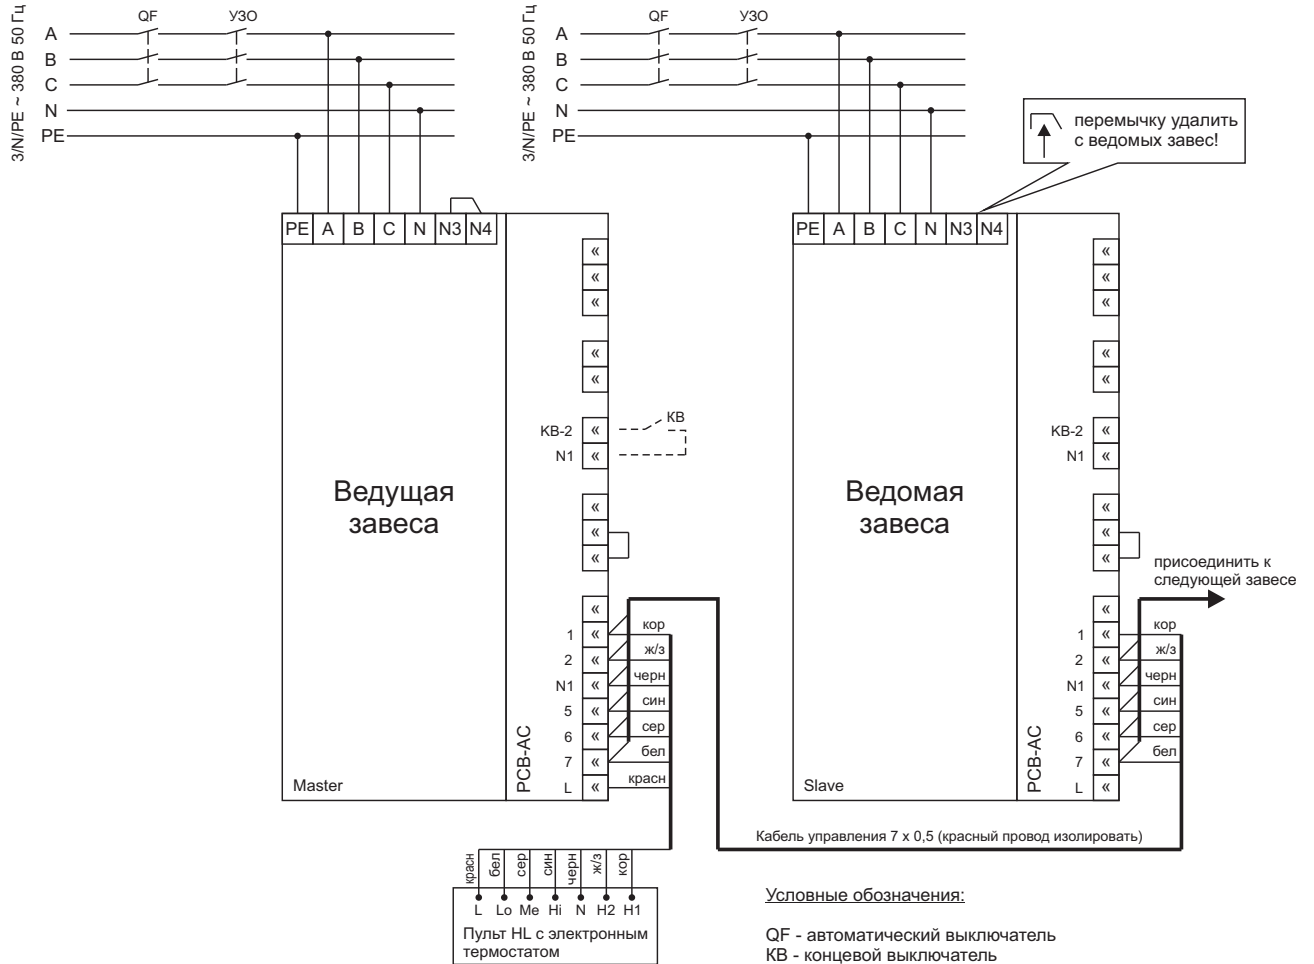 3/N/PE ~ 380 В 50 Гц
QF УЗО
A
B
C
N
PE
3/N/PE ~ 380 В 50 Гц
QF УЗО
A
B
C
N
PE
перемычку удалить
с ведомых завес!
PE A B C N N3 N4
«
«
«
«
«
КВ-2 «
N1 «
КВ
«
«
«
«
1 «
2 «
N1 «
5 «
6 «
7 «
L «
кор
ж/з
черн
син
сер
бел
красн
Ведущая
завеса
Master
PCB-AC
PE A B C N N3 N4
«
«
«
«
«
КВ-2 «
N1 «
«
«
«
«
1 «
2 «
N1 «
5 «
6 «
7 «
L «
кор
ж/з
черн
син
сер
бел
Ведомая
завеса
Slave
PCB-AC
присоединить к
следующей завесе
Кабель управления 7 x 0,5 (красный провод изолировать)
красн бел сер син черн ж/з кор
L Lo Me Hi N H2 H1
Пульт HL с электронным
термостатом
Условные обозначения:
QF - автоматический выключатель
КВ - концевой выключатель